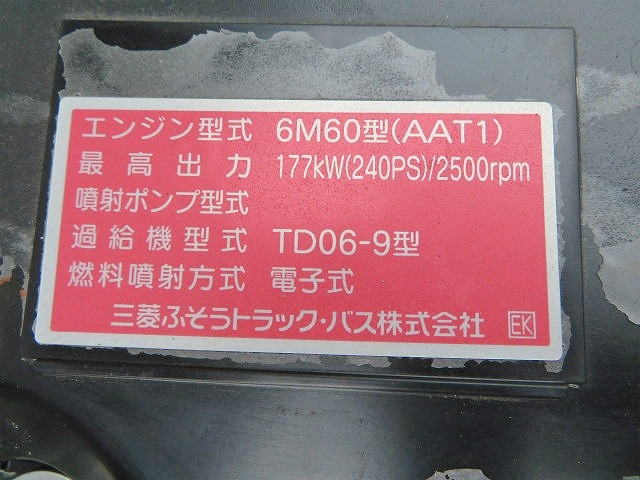 エンジン型式 6M60型(AAT1)
最高出力 177kW(240PS)/2500rpm
噴射ポンプ型式
過給機型式 TD06-9型
燃料噴射方式 電子式
三菱ふそうトラック・バス株式会社 EK